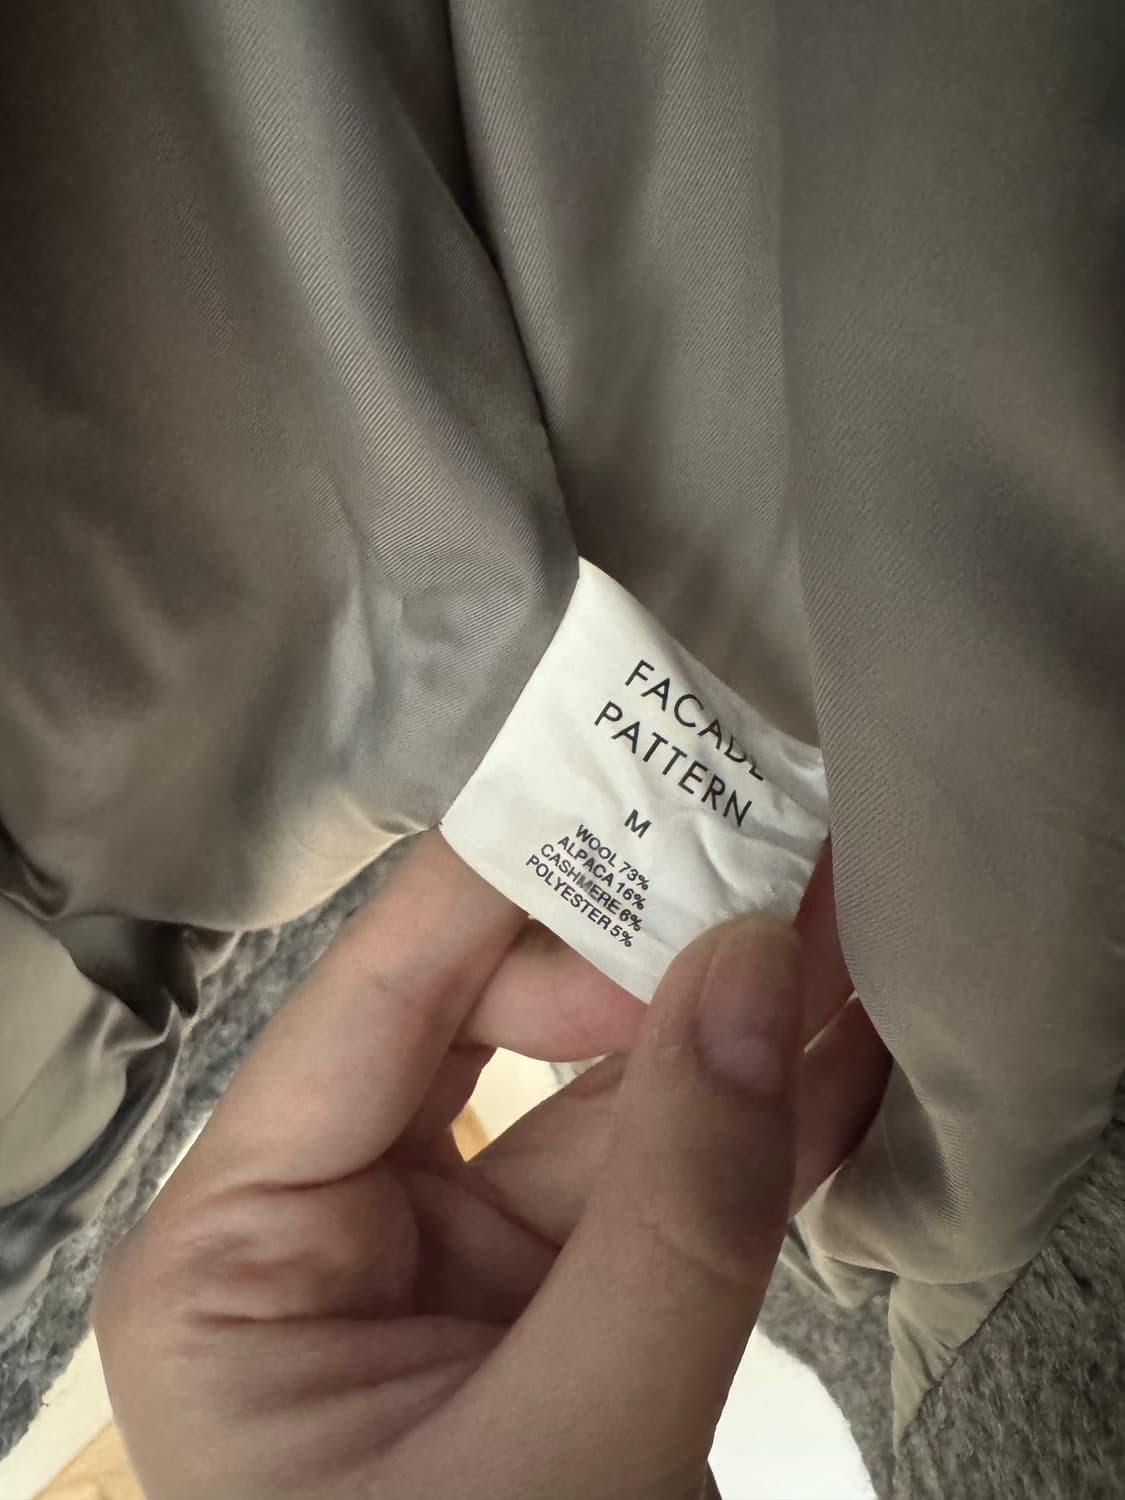 FACADE
PATTERN
M
WOOL 73%
ALPACA 16%
CASHMERE 6%
POLYESTER 5%